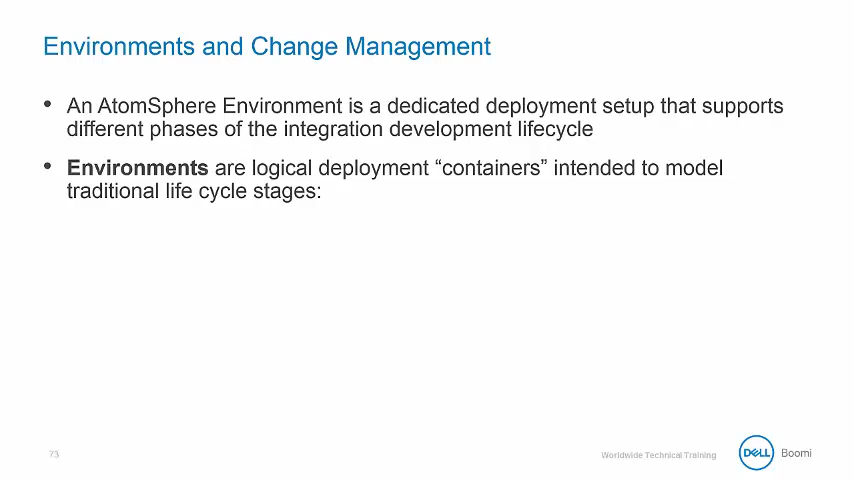 Environments and Change Management
• An AtomSphere Environment is a dedicated deployment setup that supports
different phases of the integration development lifecycle
• Environments are logical deployment “containers” intended to model
traditional life cycle stages:
73
Worldwide Technical Training
DELL
Boomi